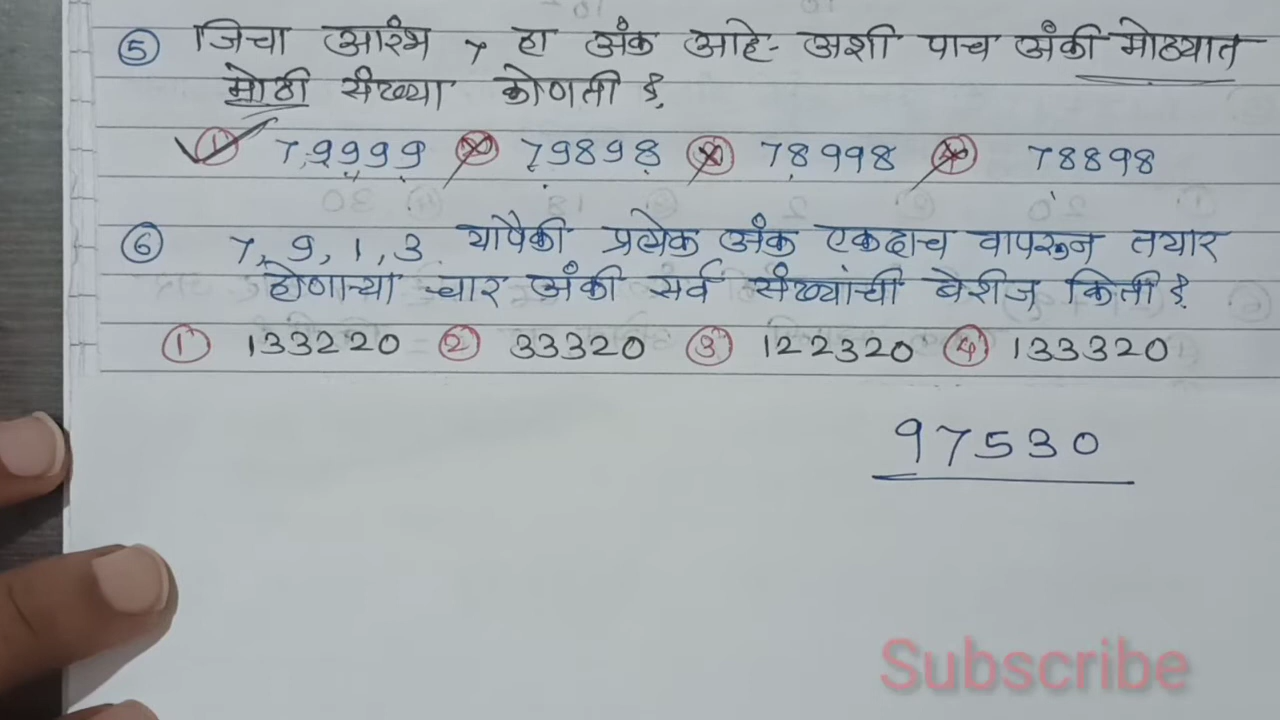 ⑤ जिचा आरंभ 7 हा अंक आहे- अशी पाच अंकी मोठ्यात
मोठी संख्या कोणती ?
① 79999 ② 79898 ③ 78998 ④ 78898
⑥ 7, 9, 1, 3 यापैकी प्रत्येक अंक एकदाच वापरून तयार
होणाऱ्या चार अंकी सर्व संख्यांची बेरीज किती ?
① 133220 ② 33320 ③ 122320 ④ 133320
97530
Subscribe